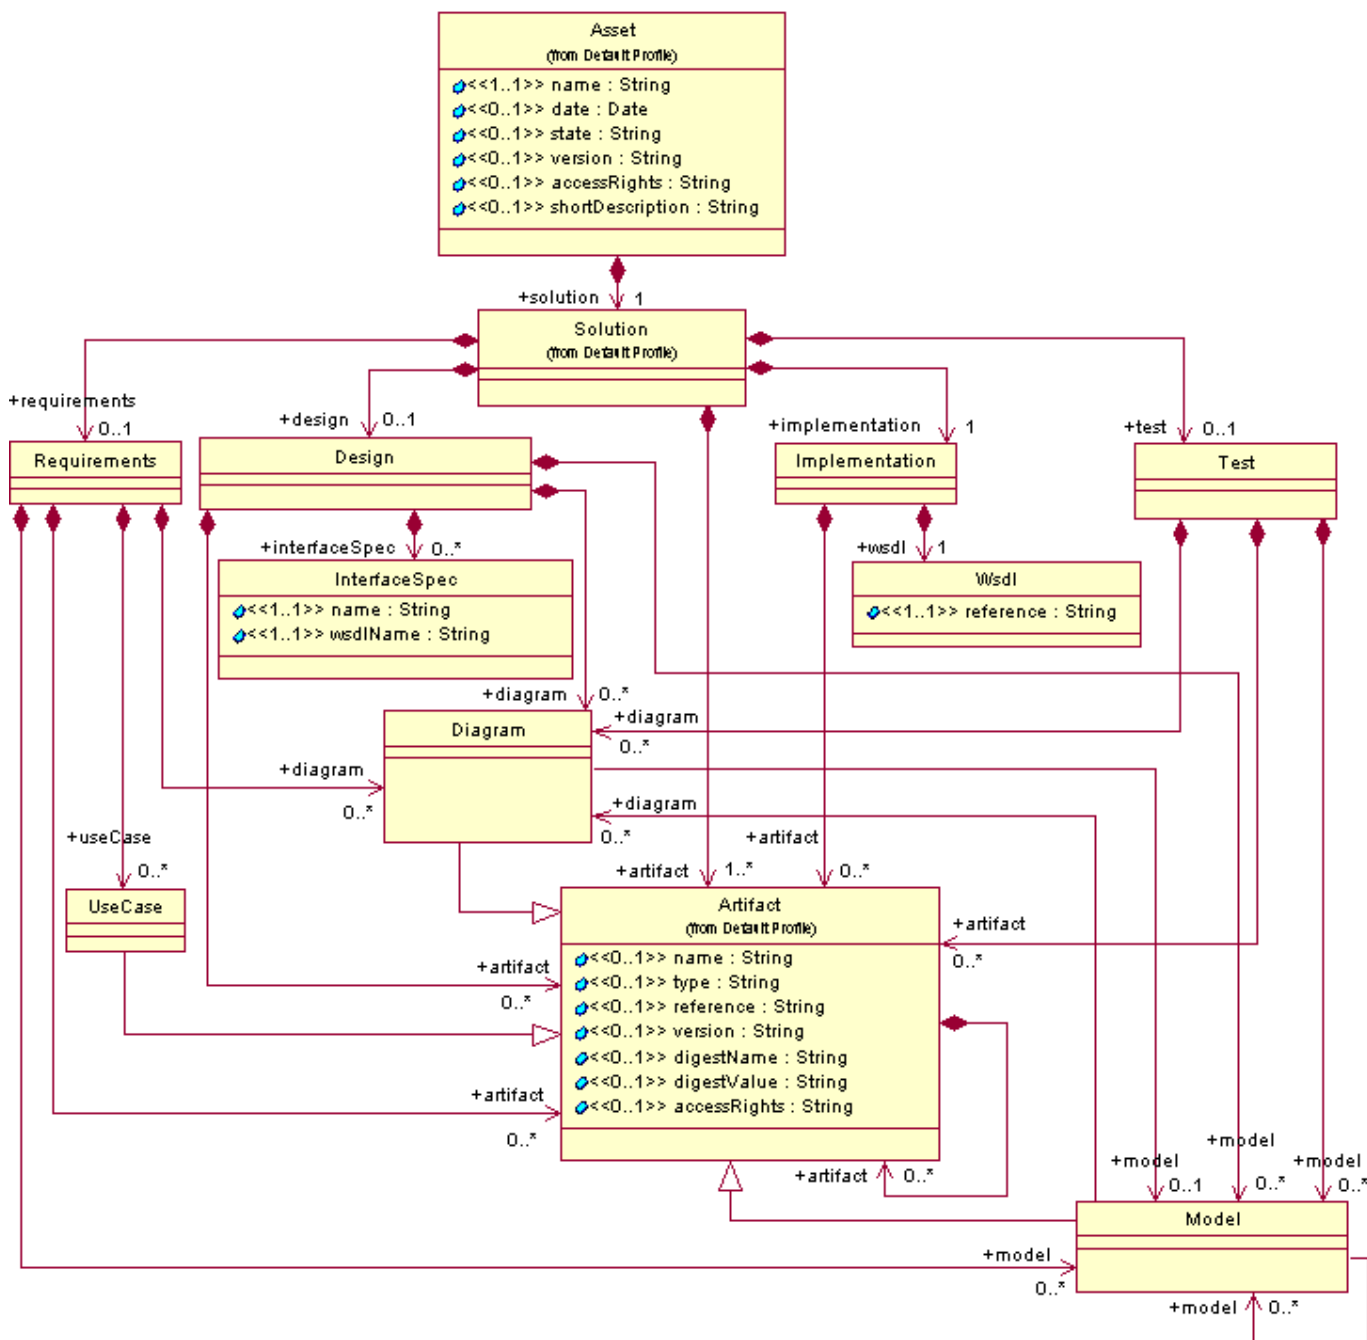 Asset
(from Default Profile)
<<1..1>> name : String
<<0..1>> date : Date
<<0..1>> state : String
<<0..1>> version : String
<<0..1>> accessRights : String
<<0..1>> shortDescription : String
+solution 1
Solution
(from Default Profile)
+requirements
0..1
+design 0..1
+implementation 1
+test 0..1
Requirements
Design
Implementation
Test
+interfaceSpec 0..*
+wsdl 1
InterfaceSpec
<<1..1>> name : String
<<1..1>> wsdlName : String
Wsdl
<<1..1>> reference : String
+diagram 0..*
+diagram
0..*
Diagram
+diagram
0..*
+diagram
0..*
+useCase
0..*
+artifact
1..*
+artifact
0..*
UseCase
Artifact
(from Default Profile)
<<0..1>> name : String
<<0..1>> type : String
<<0..1>> reference : String
<<0..1>> version : String
<<0..1>> digestName : String
<<0..1>> digestValue : String
<<0..1>> accessRights : String
+artifact
0..*
+artifact
0..*
+artifact
0..*
+artifact 0..*
+model
0..1
+model
0..*
+model
0..*
Model
+model
0..*
+model 0..*